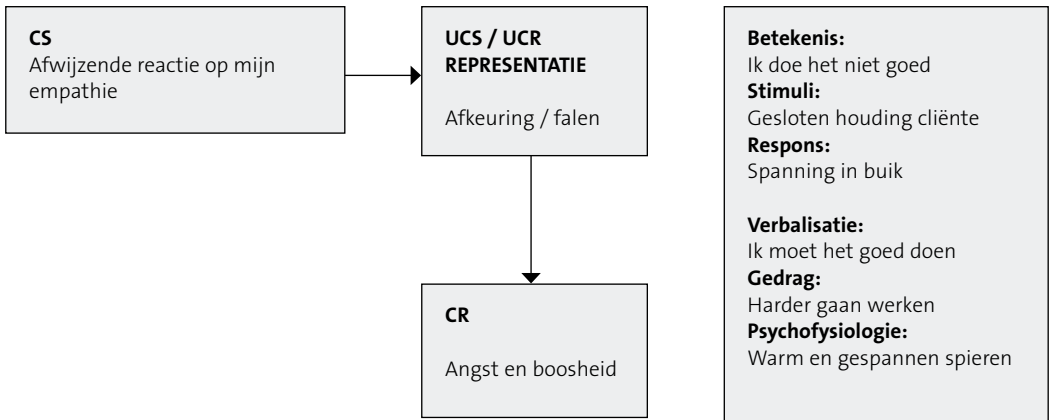 CS
Afwijzende reactie op mijn
empathie
UCS / UCR
REPRESENTATIE
Afkeuring / falen
CR
Angst en boosheid
Betekenis:
Ik doe het niet goed
Stimuli:
Gesloten houding cliënte
Respons:
Spanning in buik
Verbalisatie:
Ik moet het goed doen
Gedrag:
Harder gaan werken
Psychofysiologie:
Warm en gespannen spieren